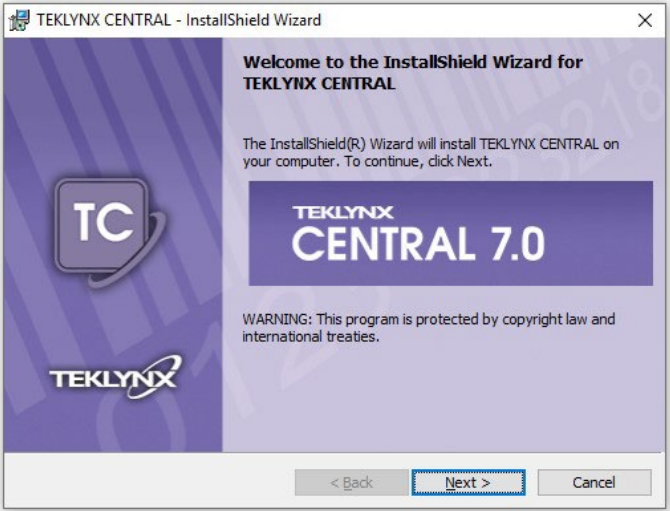 TEKLYNX CENTRAL - InstallShield Wizard
Welcome to the InstallShield Wizard for
TEKLYNX CENTRAL
The InstallShield(R) Wizard will install TEKLYNX CENTRAL on
your computer. To continue, click Next.
TEKLYNX
CENTRAL 7.0
TC
WARNING: This program is protected by copyright law and
international treaties.
TEKLYNX
< Back
Next >
Cancel